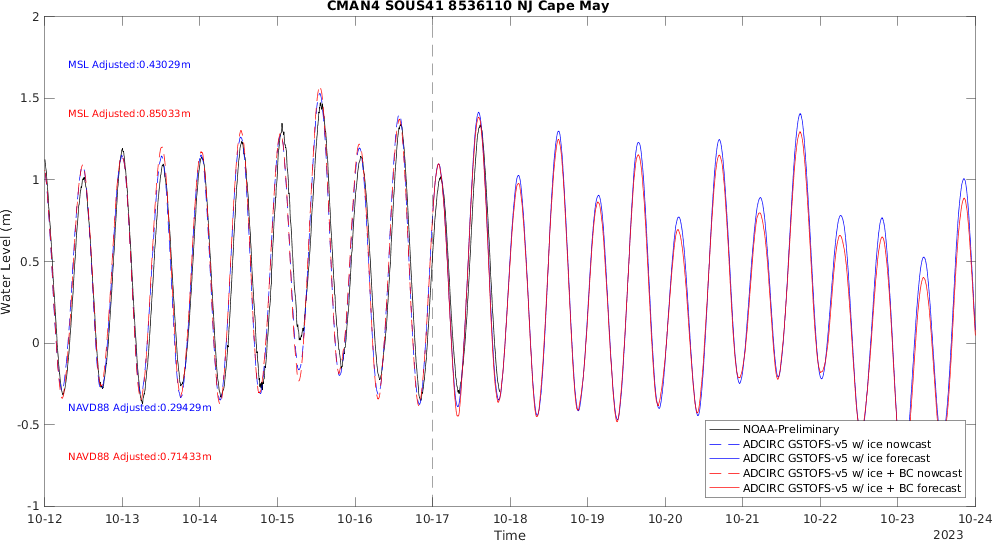 CMAN4 SOUS41 8536110 NJ Cape May
2
1.5
1
0.5
0
-0.5
-1
Water Level (m)
MSL Adjusted:0.43029m
MSL Adjusted:0.85033m
NAVD88 Adjusted:0.29429m
NAVD88 Adjusted:0.71433m
NOAA-Preliminary
ADCIRC GSTOFS-v5 w/ ice nowcast
ADCIRC GSTOFS-v5 w/ ice forecast
ADCIRC GSTOFS-v5 w/ ice + BC nowcast
ADCIRC GSTOFS-v5 w/ ice + BC forecast
10-12 10-13 10-14 10-15 10-16 10-17 10-18 10-19 10-20 10-21 10-22 10-23 10-24
Time
2023